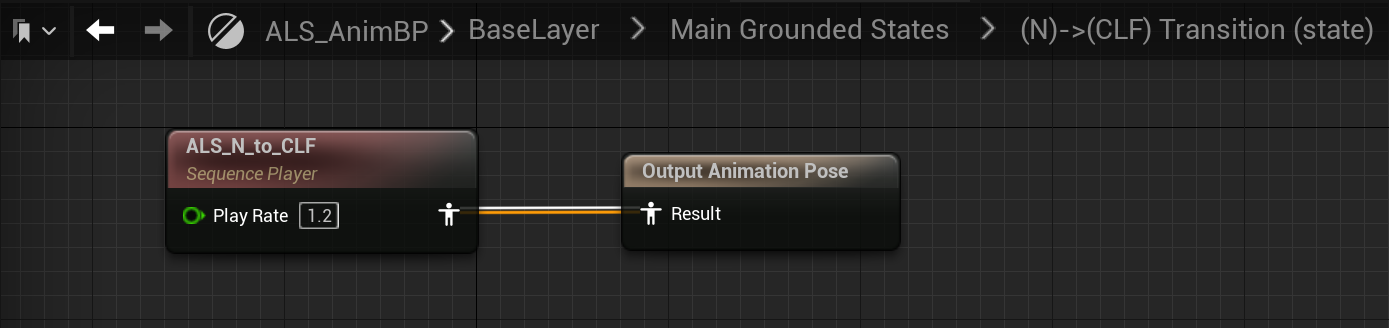 ALS_AnimBP > BaseLayer > Main Grounded States > (N)->(CLF) Transition (state)
ALS_N_to_CLF
Sequence Player
Play Rate 1.2
Output Animation Pose
Result